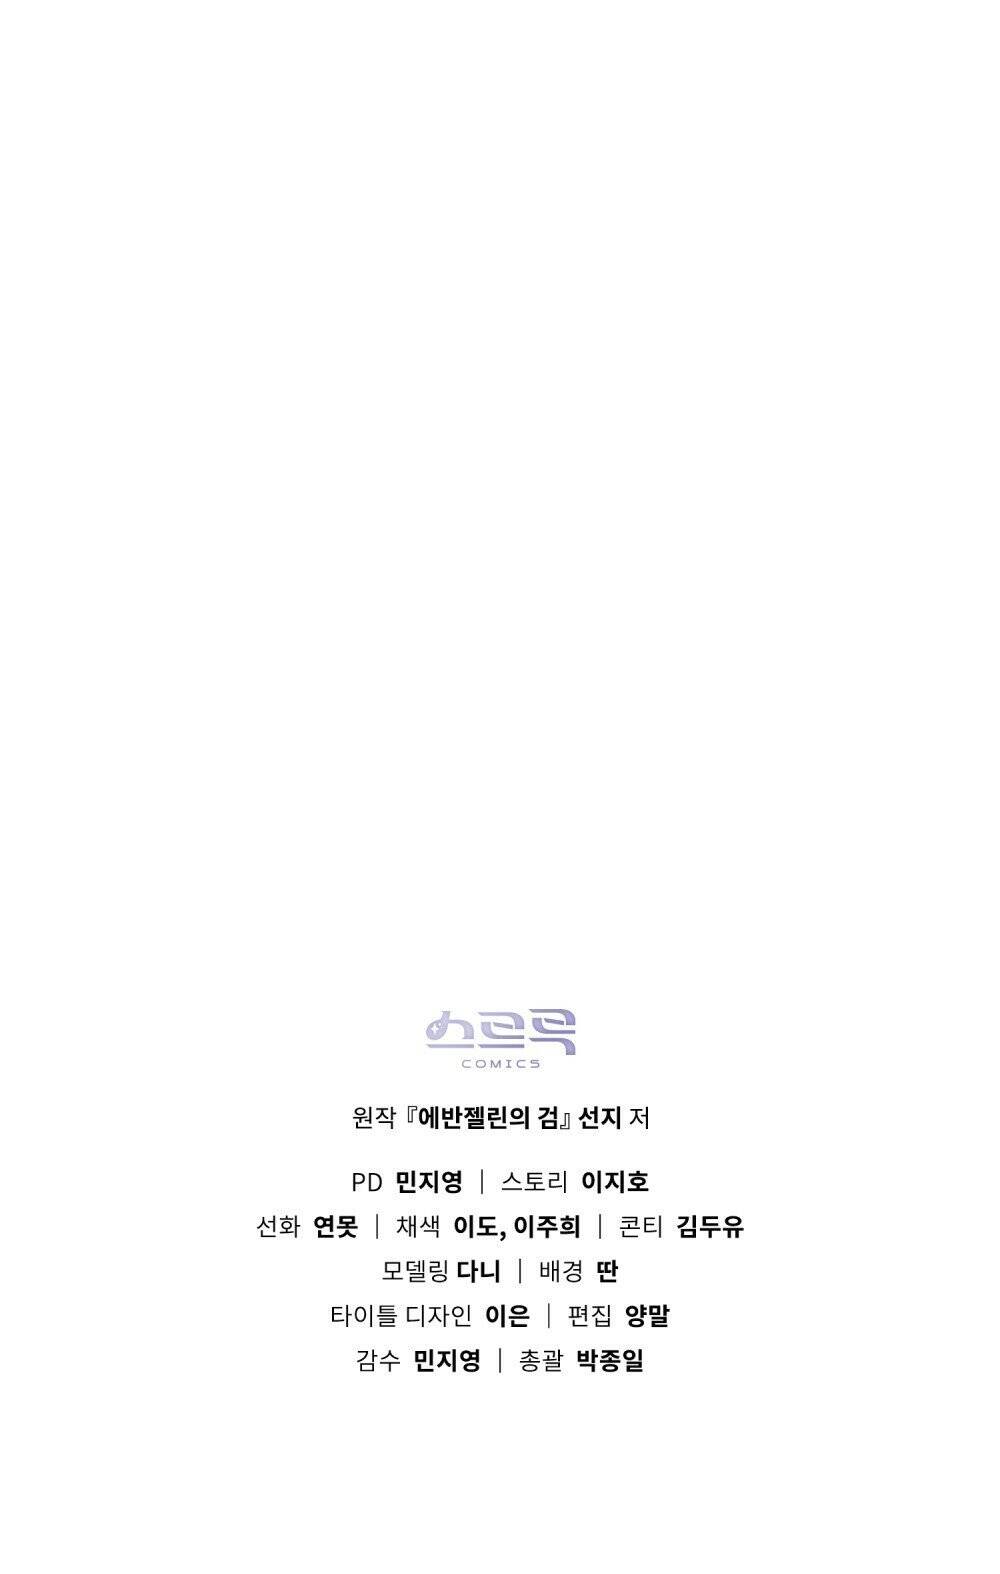 스르륵
COMICS
원작 『에반젤린의 검』 선지 저
PD 민지영 | 스토리 이지호
선화 연못 | 채색 이도, 이주희 | 콘티 김두유
모델링 다니 | 배경 딴
타이틀 디자인 이은 | 편집 양말
감수 민지영 | 총괄 박종일